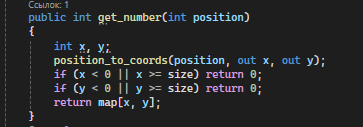 Ссылок: 1
public int get_number(int position)
{
int x, y;
position_to_coords(position, out x, out y);
if (x < 0 || x >= size) return 0;
if (y < 0 || y >= size) return 0;
return map[x, y];
}